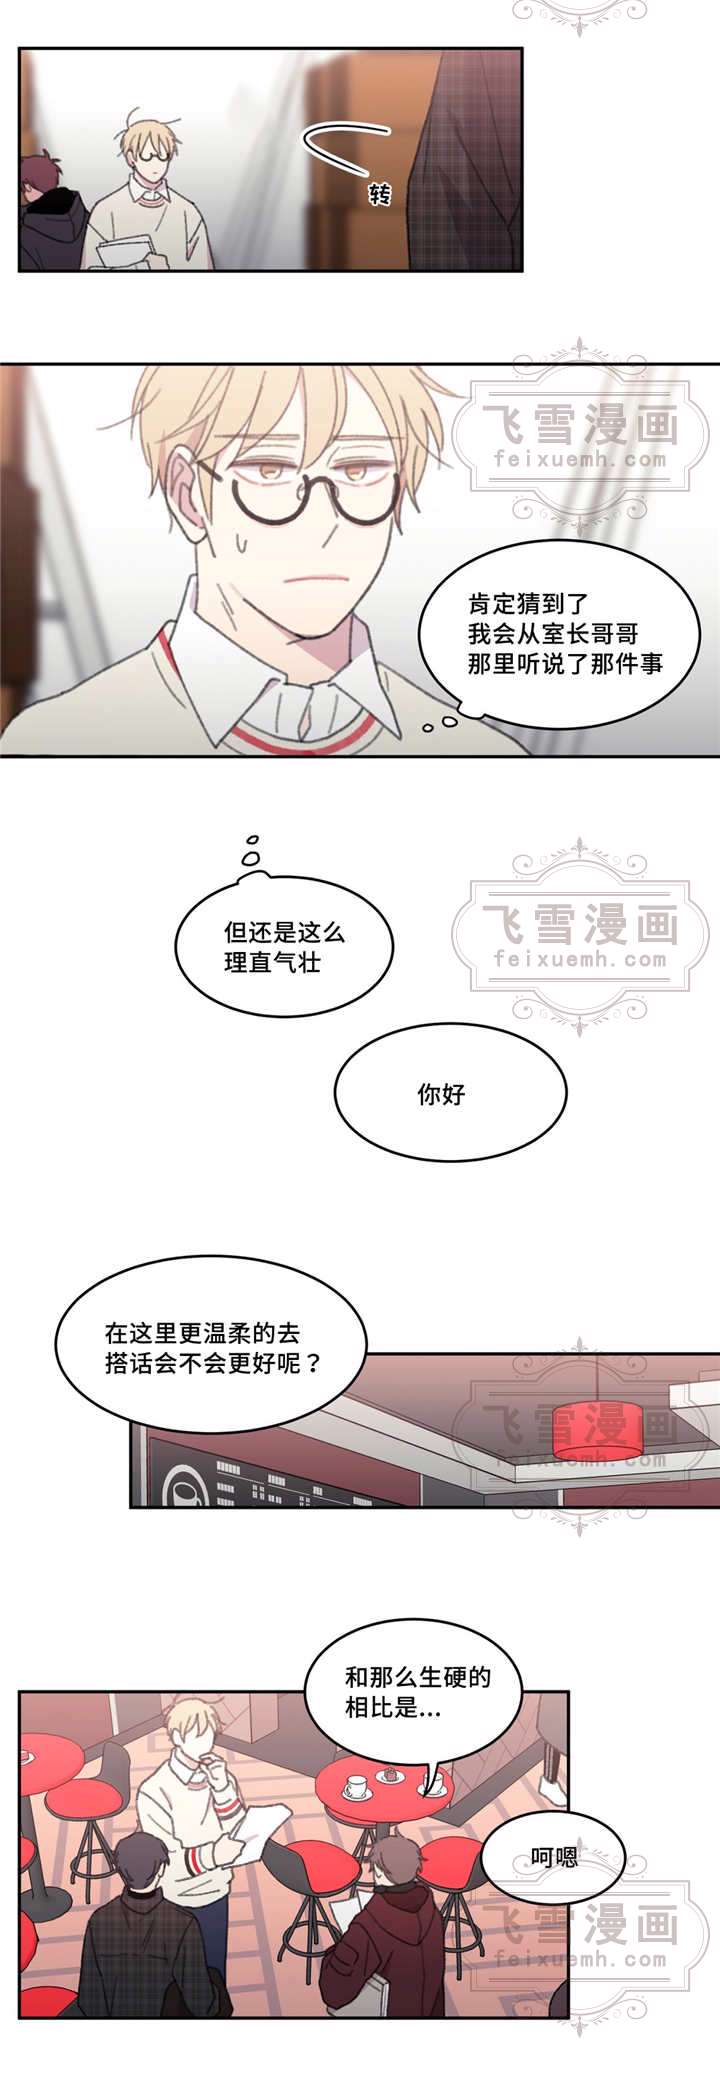 转
飞雪漫画
feixuemh.com
肯定猜到了
我会从室长哥哥
那里听说了那件事
但还是这么
理直气壮
飞雪漫画
feixuemh.com
你好
在这里更温柔的去
搭话会不会更好呢？
飞雪漫画
feixuemh.com
和那么生硬的
相比是...
呵嗯
飞雪漫画
feixuemh.com